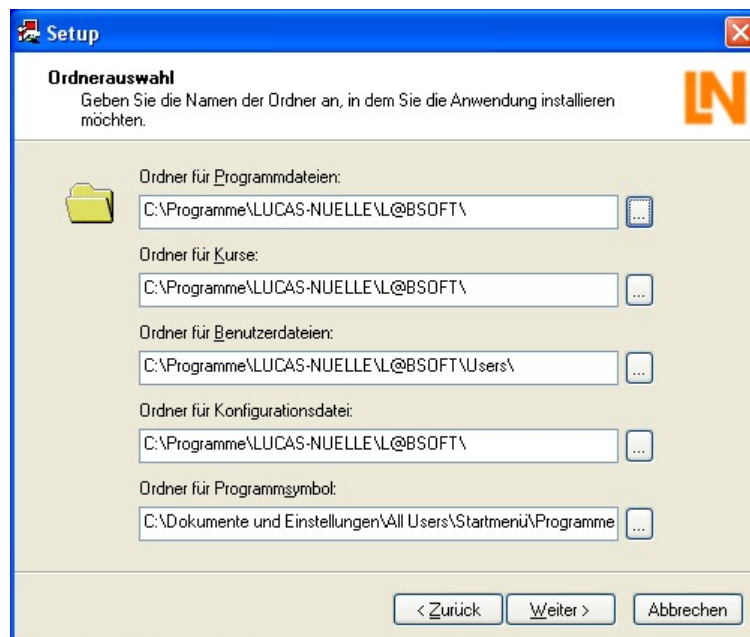 Setup
Ordnerauswahl
Geben Sie die Namen der Ordner an, in dem Sie die Anwendung installieren
möchten.
LN
Ordner für Programmdateien:
C:\Programme\LUCAS-NUELLE\L@BSOFT\
...
Ordner für Kurse:
C:\Programme\LUCAS-NUELLE\L@BSOFT\
...
Ordner für Benutzerdateien:
C:\Programme\LUCAS-NUELLE\L@BSOFT\Users\
...
Ordner für Konfigurationsdatei:
C:\Programme\LUCAS-NUELLE\L@BSOFT\
...
Ordner für Programmsymbol:
C:\Dokumente und Einstellungen\All Users\Startmenü\Programme
...
< Zurück Weiter > Abbrechen